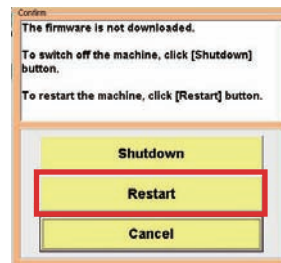 Confirm
The firmware is not downloaded.
To switch off the machine, click [Shutdown]
button.
To restart the machine, click [Restart] button.
Shutdown
Restart
Cancel